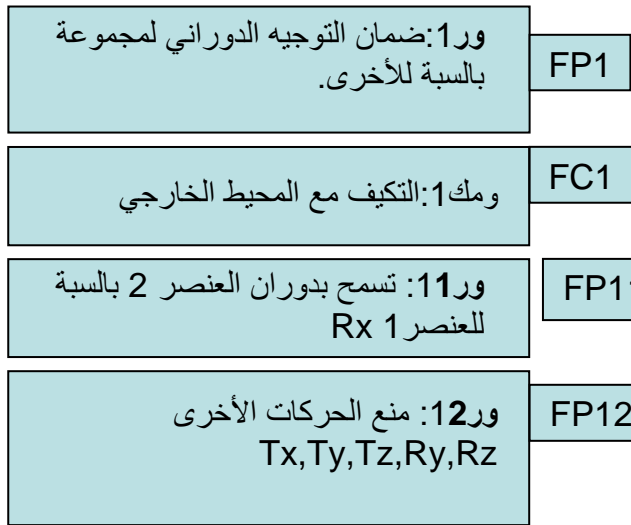 ور1:ضمان التوجيه الدوراني لمجموعة
بالسبة للأخرى.
FP1
ومك1:التكيف مع المحيط الخارجي
FC1
ور11: تسمح بدوران العنصر 2 بالسبة
للعنصر1 Rx
FP11
ور12: منع الحركات الأخرى
Tx,Ty,Tz,Ry,Rz
FP12